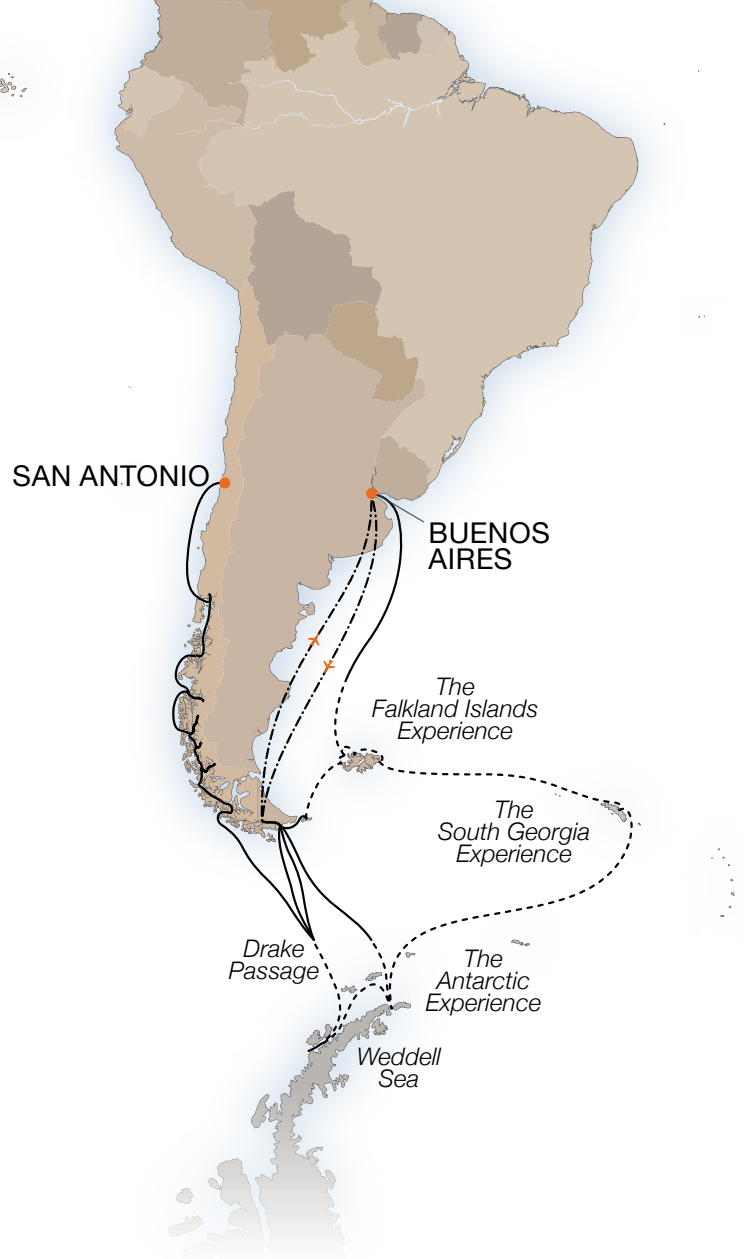 SAN ANTONIO
BUENOS
AIRES
The
Falkland Islands
Experience
The
South Georgia
Experience
Drake
Passage
The
Antarctic
Experience
Weddell
Sea